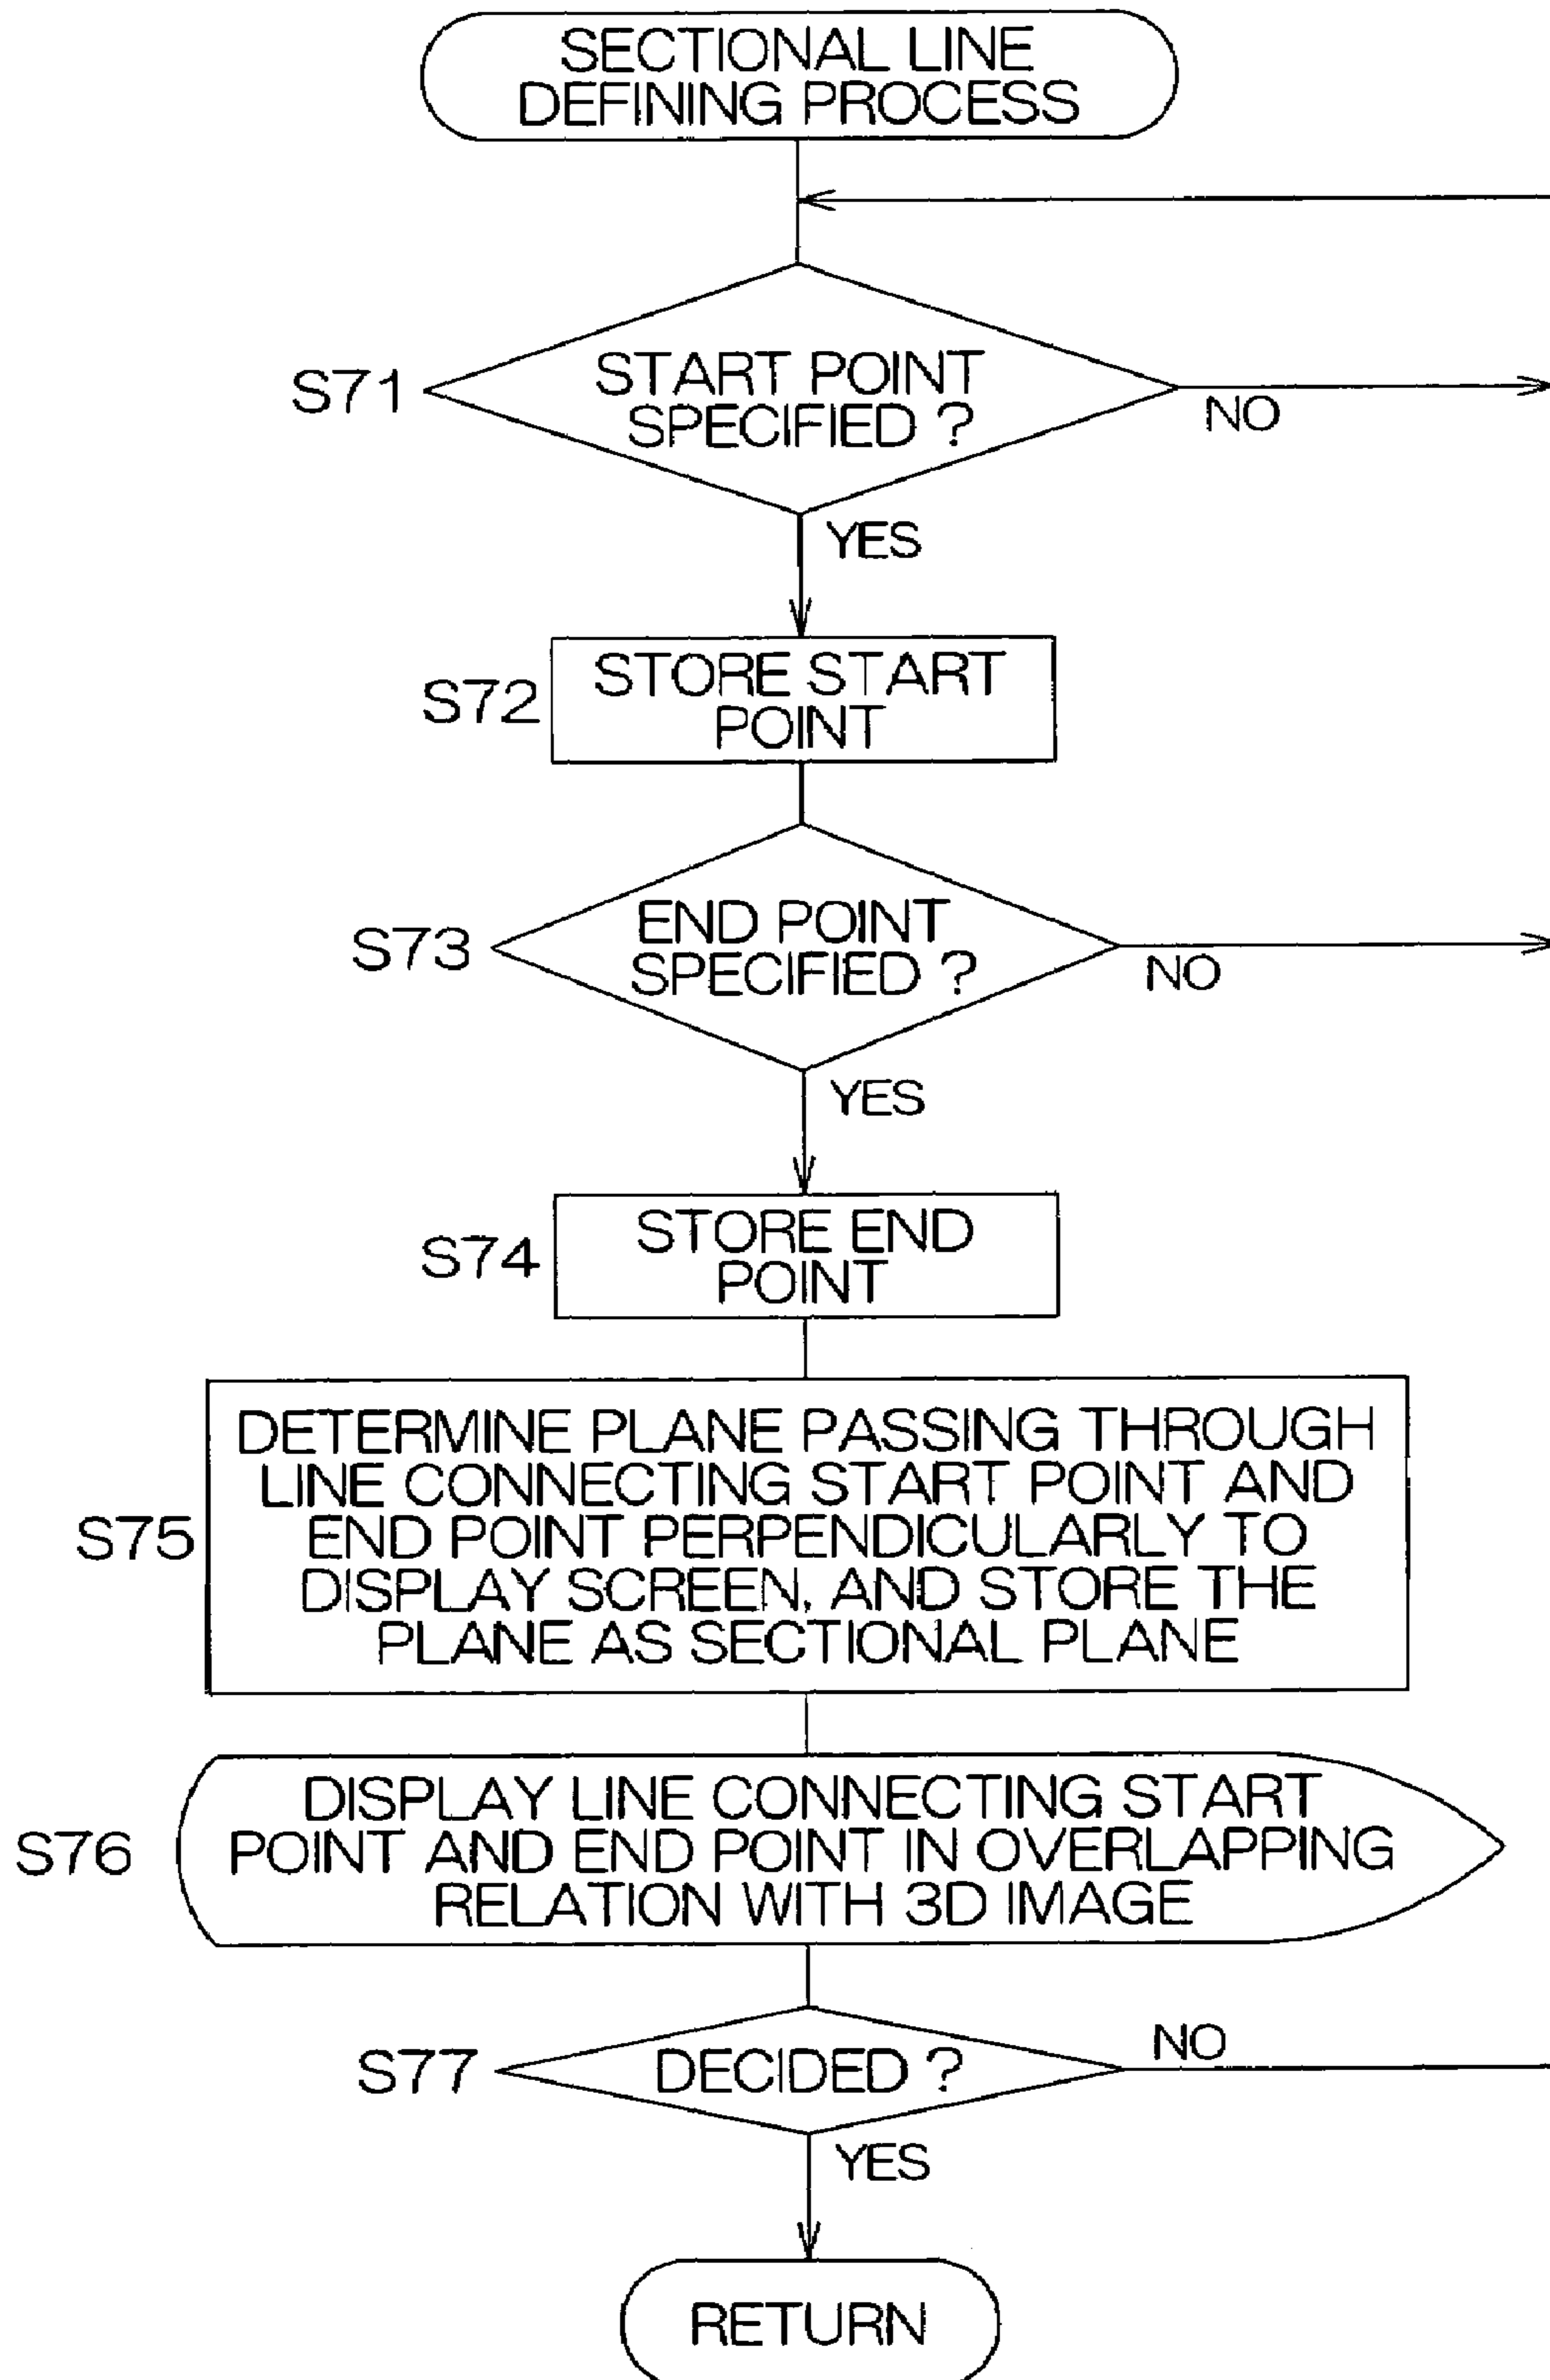 SECTIONAL LINE
DEFINING PROCESS
S71
START POINT
SPECIFIED ?
NO
YES
S72
STORE START
POINT
S73
END POINT
SPECIFIED ?
NO
YES
S74
STORE END
POINT
S75
DETERMINE PLANE PASSING THROUGH
LINE CONNECTING START POINT AND
END POINT PERPENDICULARLY TO
DISPLAY SCREEN, AND STORE THE
PLANE AS SECTIONAL PLANE
S76
DISPLAY LINE CONNECTING START
POINT AND END POINT IN OVERLAPPING
RELATION WITH 3D IMAGE
S77
DECIDED ?
NO
YES
RETURN